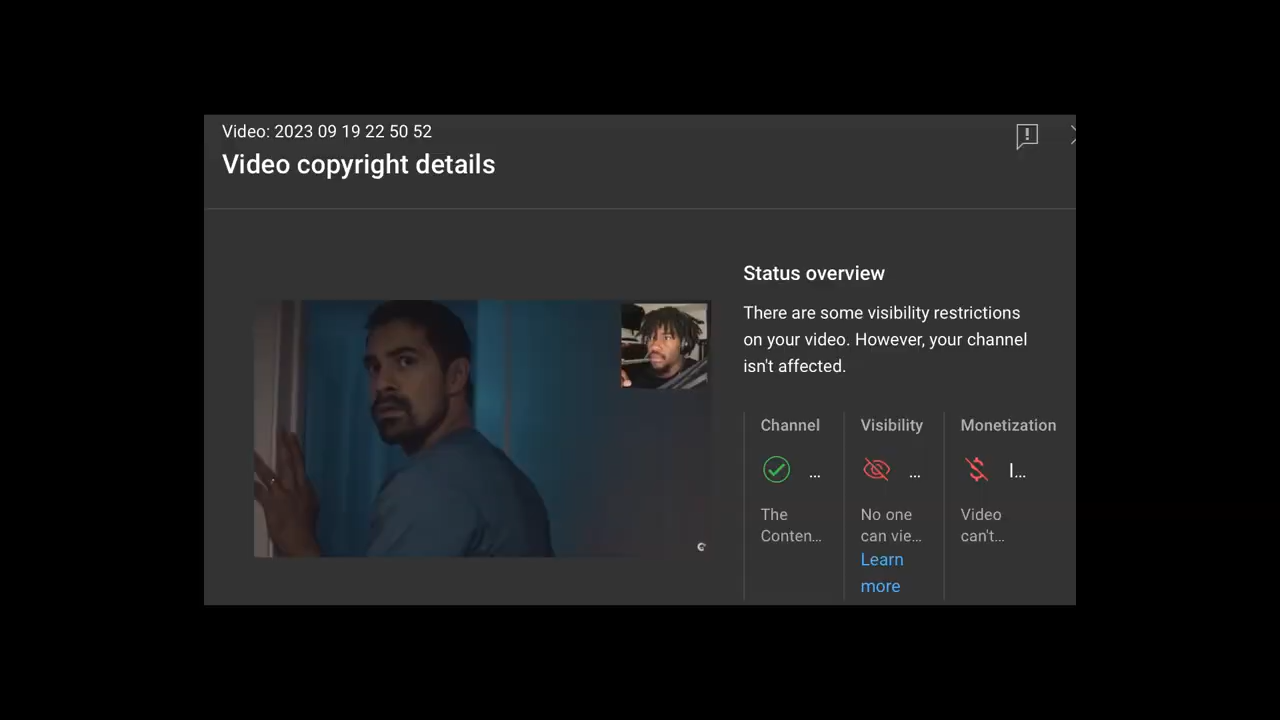 Video: 2023 09 19 22 50 52
Video copyright details
Status overview
There are some visibility restrictions
on your video. However, your channel
isn't affected.
Channel
Visibility
Monetization
...
...
I...
The
Conten...
No one
can vie...
Learn
more
Video
can't...